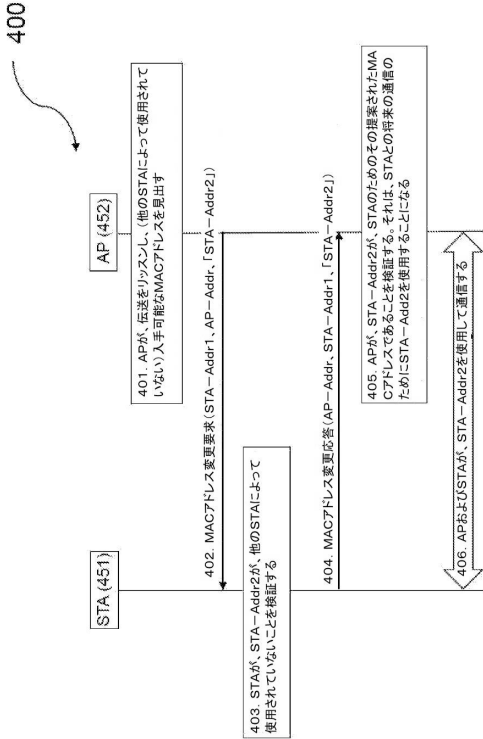 400
STA (451)
AP (452)
401. APが、伝送をリッスンし、(他のSTAによって使用されて
いない)入手可能なMACアドレスを見出す
402. MACアドレス変更要求(STA-Addr1、AP-Addr、「STA-Addr2」)
403. STAが、STA-Addr2が、他のSTAによって
使用されていないことを検証する
404. MACアドレス変更応答(AP-Addr、STA-Addr1、「STA-Addr2」)
405. APが、STA-Addr2が、STAのためのその提案されたMA
Cアドレスであることを検証する。それは、STAとの将来の通信の
ためにSTA-Add2を使用することになる
406. APおよびSTAが、STA-Addr2を使用して通信する